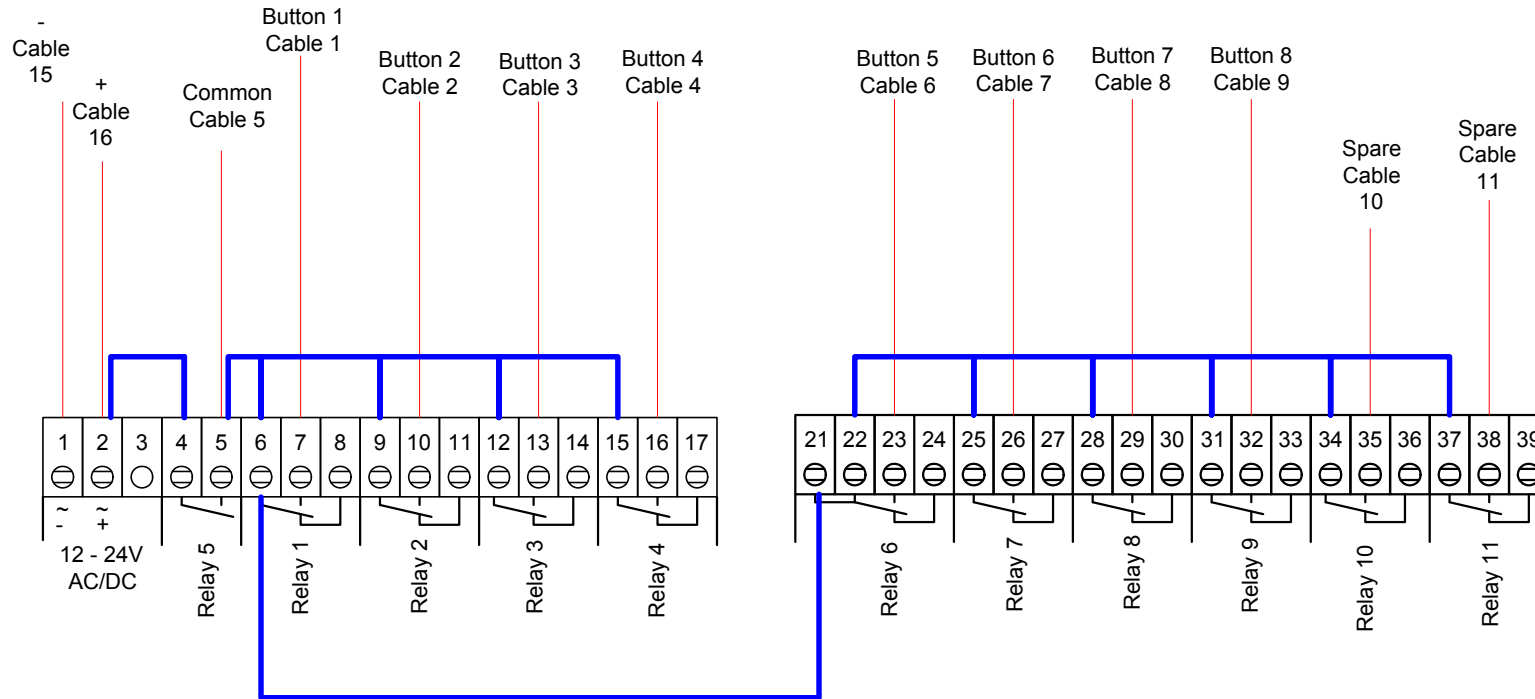 -
Cable
15
+
Cable
16
Common
Cable 5
Button 1
Cable 1
Button 2
Cable 2
Button 3
Cable 3
Button 4
Cable 4
Button 5
Cable 6
Button 6
Cable 7
Button 7
Cable 8
Button 8
Cable 9
Spare
Cable
10
Spare
Cable
11
1 2 3 4 5 6 7 8 9 10 11 12 13 14 15 16 17
21 22 23 24 25 26 27 28 29 30 31 32 33 34 35 36 37 38 39
~ ~
- +
12 - 24V
AC/DC
Relay 5
Relay 1
Relay 2
Relay 3
Relay 4
Relay 6
Relay 7
Relay 8
Relay 9
Relay 10
Relay 11